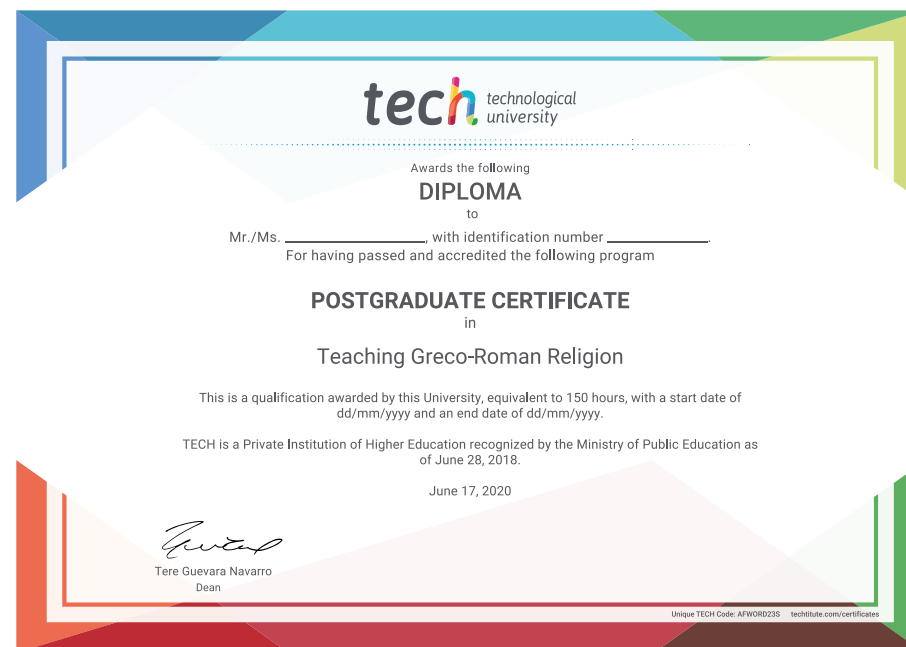 tech technological
university
Awards the following
DIPLOMA
to
Mr./Ms. ____________________, with identification number ______________.
For having passed and accredited the following program
POSTGRADUATE CERTIFICATE
in
Teaching Greco-Roman Religion
This is a qualification awarded by this University, equivalent to 150 hours, with a start date of
dd/mm/yyyy and an end date of dd/mm/yyyy.
TECH is a Private Institution of Higher Education recognized by the Ministry of Public Education as
of June 28, 2018.
June 17, 2020
Tere Guevara Navarro
Dean
Unique TECH Code: AFWORD23S techtitute.com/certificates